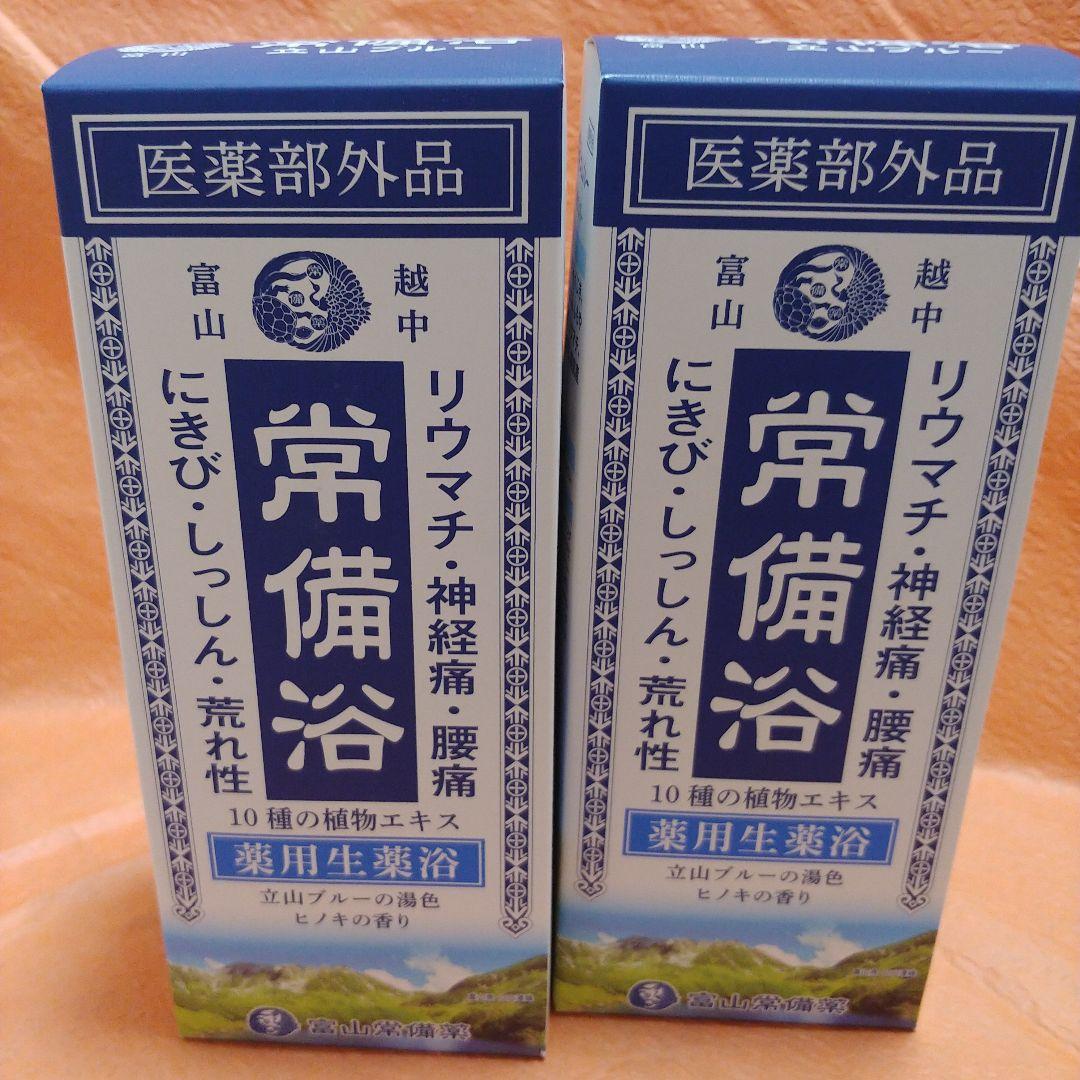 医薬部外品
越中
富山
常備薬
リウマチ・神経痛・腰痛
常備浴
にきび・しっしん・荒れ性
10種の植物エキス
薬用生薬浴
立山ブルーの湯色
ヒノキの香り
富山常備薬
医薬部外品
越中
富山
常備薬
リウマチ・神経痛・腰痛
常備浴
にきび・しっしん・荒れ性
10種の植物エキス
薬用生薬浴
立山ブルーの湯色
ヒノキの香り
富山常備薬